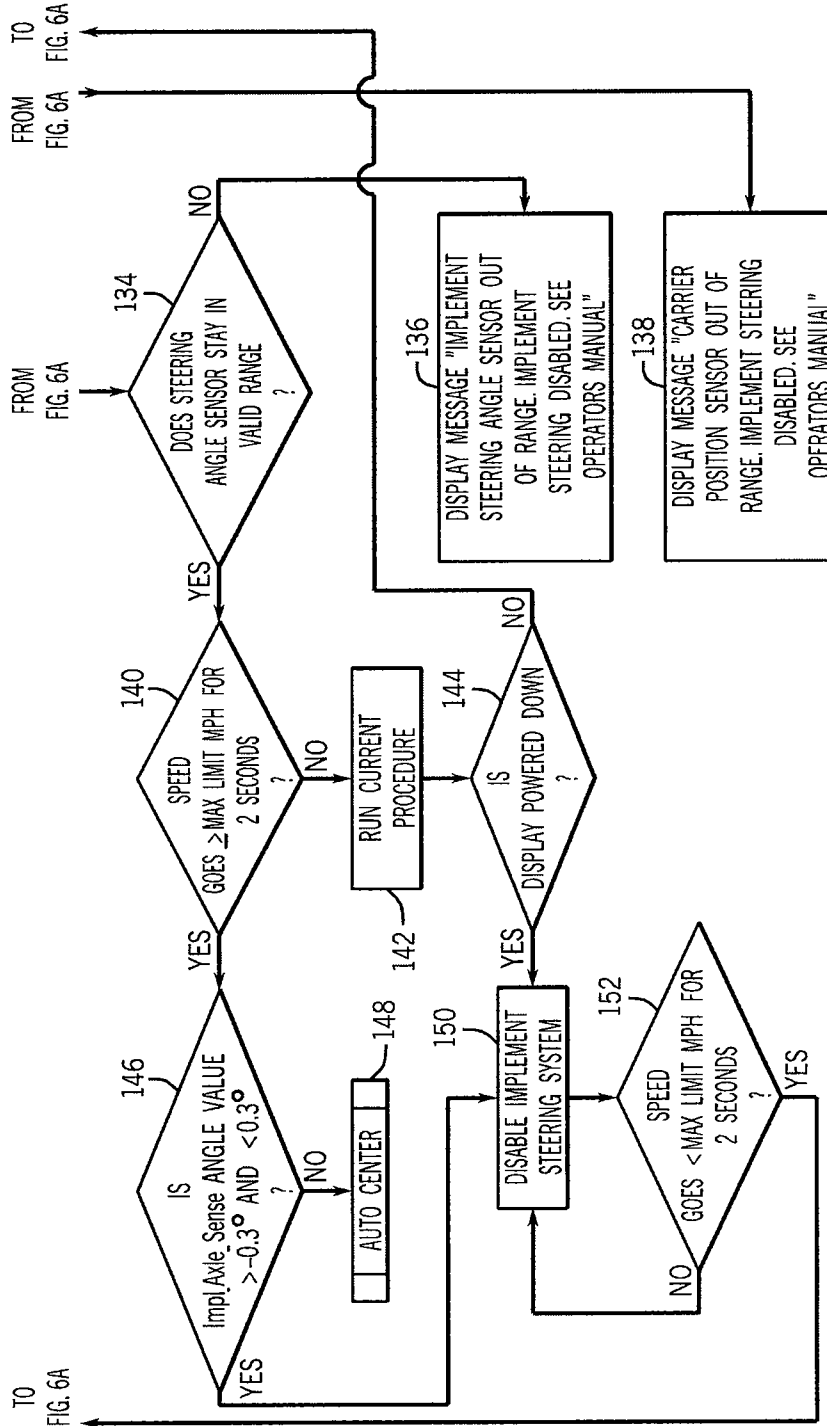 TO
FIG. 6A
FROM
FIG. 6A
FROM
FIG. 6A
TO
FIG. 6A
134
DOES STEERING
ANGLE SENSOR STAY IN
VALID RANGE
?
NO
YES
136
DISPLAY MESSAGE "IMPLEMENT
STEERING ANGLE SENSOR OUT
OF RANGE. IMPLEMENT
STEERING DISABLED. SEE
OPERATORS MANUAL"
138
DISPLAY MESSAGE "CARRIER
POSITION SENSOR OUT OF
RANGE. IMPLEMENT STEERING
DISABLED. SEE
OPERATORS MANUAL"
140
SPEED
GOES ≥MAX LIMIT MPH FOR
2 SECONDS
?
NO
YES
RUN CURRENT
PROCEDURE
142
144
IS
DISPLAY POWERED DOWN
?
NO
YES
146
IS
Impl_Axle_Sense ANGLE VALUE
>-0.3° AND <0.3°
?
NO
YES
148
AUTO CENTER
150
DISABLE IMPLEMENT
STEERING SYSTEM
152
SPEED
GOES <MAX LIMIT MPH FOR
2 SECONDS
?
NO
YES